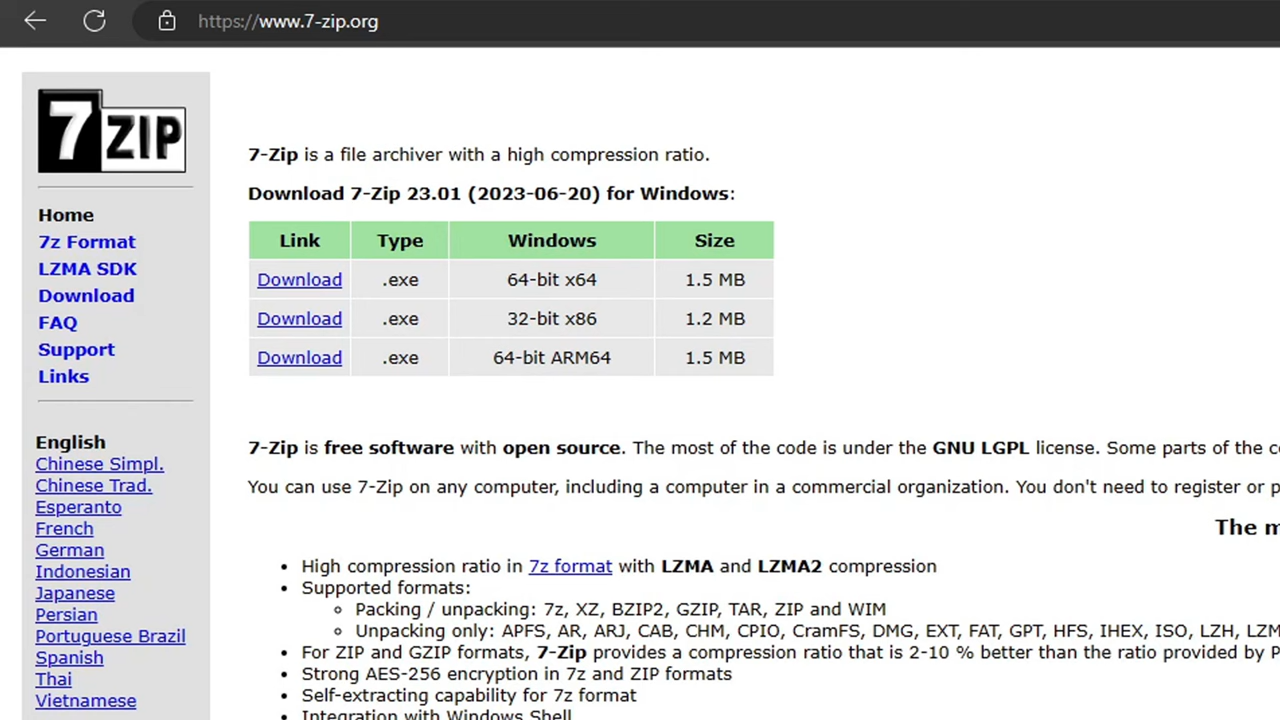 https://www.7-zip.org
7ZIP
Home
7z Format
LZMA SDK
Download
FAQ
Support
Links
English
Chinese Simpl.
Chinese Trad.
Esperanto
French
German
Indonesian
Japanese
Persian
Portuguese Brazil
Spanish
Thai
Vietnamese
7-Zip is a file archiver with a high compression ratio.
Download 7-Zip 23.01 (2023-06-20) for Windows:
Link Type Windows Size
Download .exe 64-bit x64 1.5 MB
Download .exe 32-bit x86 1.2 MB
Download .exe 64-bit ARM64 1.5 MB
7-Zip is free software with open source. The most of the code is under the GNU LGPL license. Some parts of the c
You can use 7-Zip on any computer, including a computer in a commercial organization. You don't need to register or p
The m
• High compression ratio in 7z format with LZMA and LZMA2 compression
• Supported formats:
◦ Packing / unpacking: 7z, XZ, BZIP2, GZIP, TAR, ZIP and WIM
◦ Unpacking only: APFS, AR, ARJ, CAB, CHM, CPIO, CramFS, DMG, EXT, FAT, GPT, HFS, IHEX, ISO, LZH, LZM
• For ZIP and GZIP formats, 7-Zip provides a compression ratio that is 2-10 % better than the ratio provided by P
• Strong AES-256 encryption in 7z and ZIP formats
• Self-extracting capability for 7z format
• Integration with Windows Shell